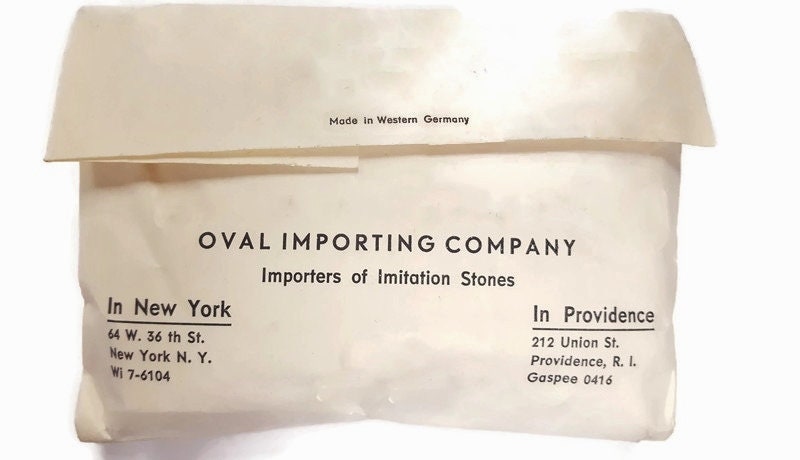 Made in Western Germany
OVAL IMPORTING COMPANY
Importers of Imitation Stones
In New York
64 W. 36 th St.
New York N. Y.
Wi 7-6104
In Providence
212 Union St.
Providence, R. I.
Gaspee 0416